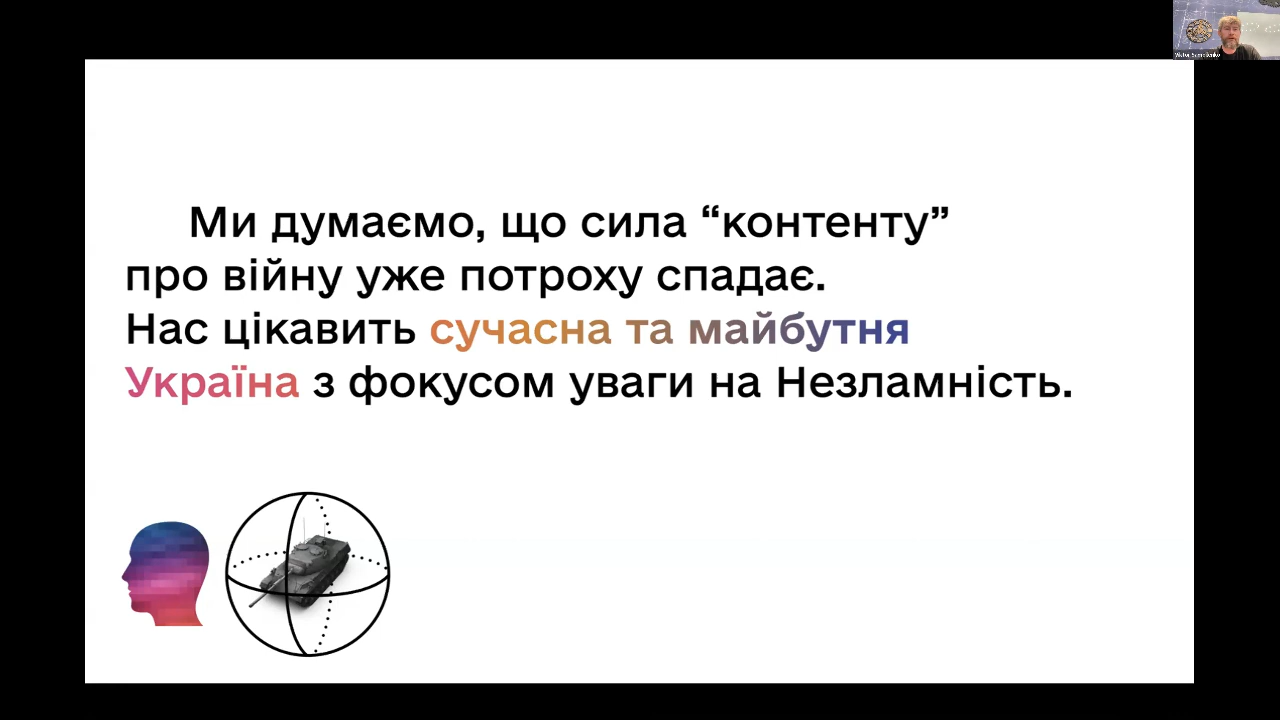 Ми думаємо, що сила “контенту”
про війну уже потроху спадає.
Нас цікавить сучасна та майбутня
Україна з фокусом уваги на Незламність.